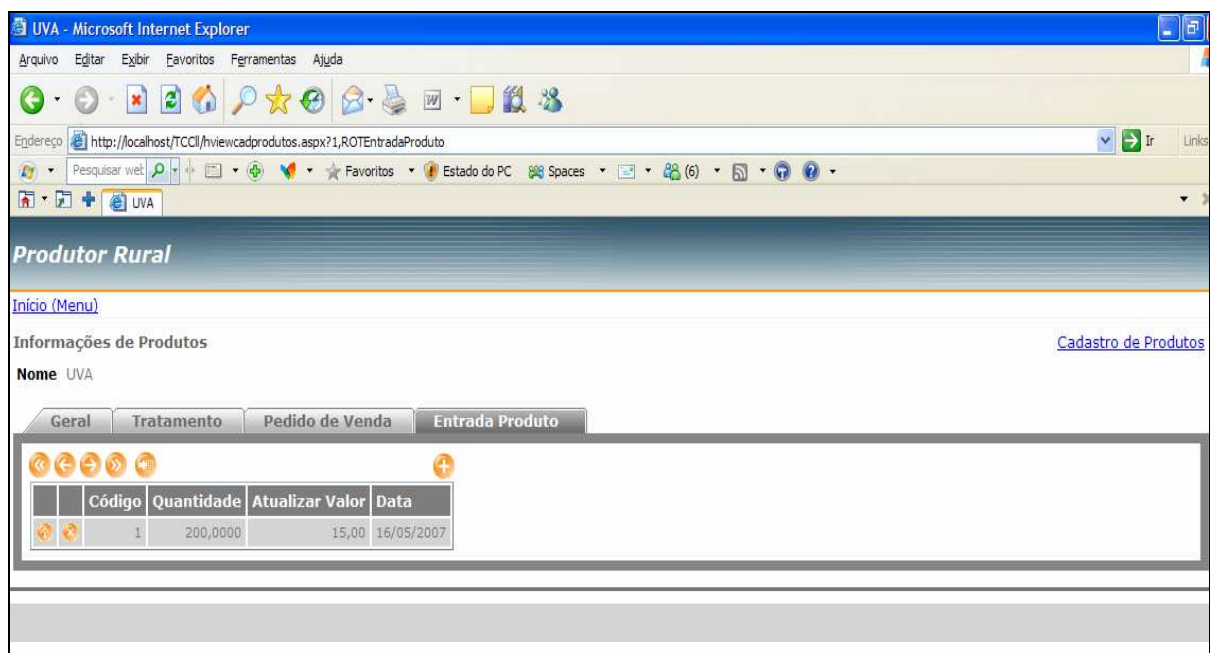 UVA - Microsoft Internet Explorer
Arquivo Editar Exibir Favoritos Ferramentas Ajuda
Endereço http://localhost/TCCII/hviewcadprodutos.aspx?1,ROTEntradaProduto Ir Links
Pesquisar web Favoritos Estado do PC Spaces (6)
UVA
Produtor Rural
Início (Menu)
Informações de Produtos Cadastro de Produtos
Nome UVA
Geral Tratamento Pedido de Venda Entrada Produto
Código Quantidade Atualizar Valor Data
1 200,0000 15,00 16/05/2007